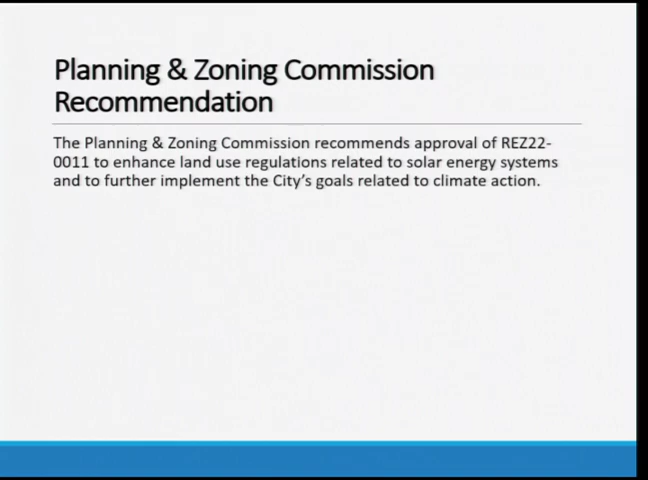 Planning & Zoning Commission
Recommendation
The Planning & Zoning Commission recommends approval of REZ22-
0011 to enhance land use regulations related to solar energy systems
and to further implement the City's goals related to climate action.